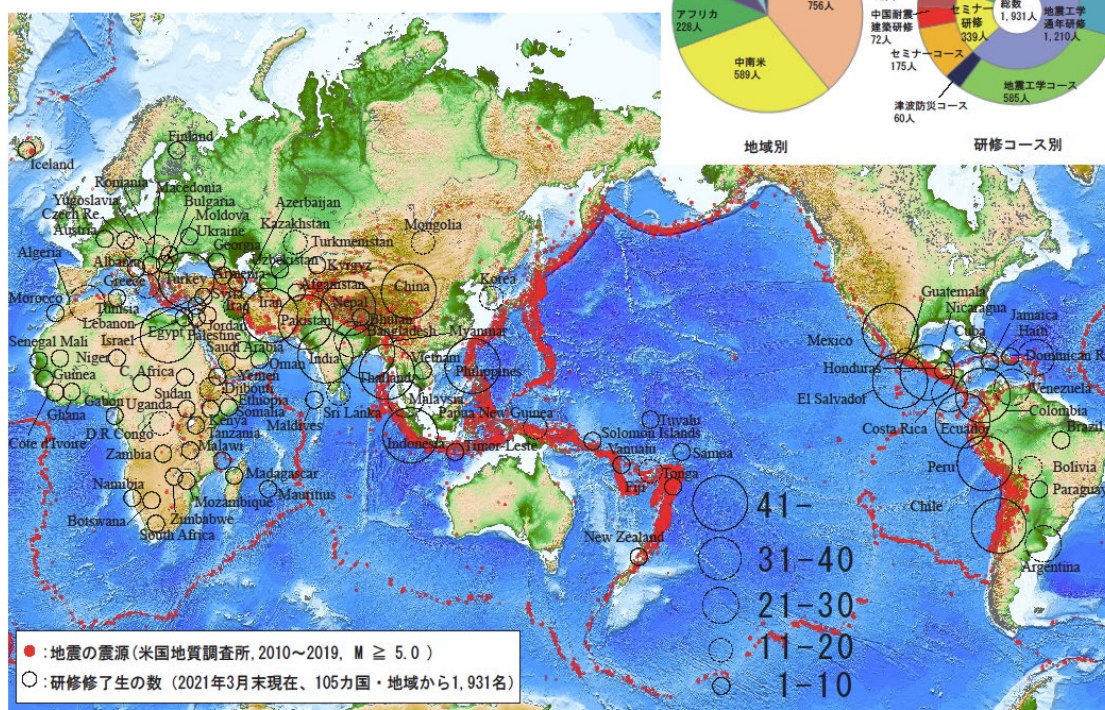 756人
アフリカ
228人
中南米
589人
地域別
総数
1,931人
中国耐震
建築研修
72人
セミナー
研修
339人
地震工学
通年研修
1,210人
セミナーコース
175人
津波防災コース
60人
地震工学コース
585人
研修コース別
Iceland
Finland
Romania
Macedonia
Yugoslavia
Bulgaria
Azerbaijan
Czech Re.
Moldova
Kazakhstan
Mongolia
Austria
Ukraine
Turkmenistan
Algeria
Georgia
Albania
Uzbekistan
Kyrgyz
Greece
Turkey
Armenia
Afganistan
China
Korea
Morocco
Tunisia
Syria
Iraq
Iran
Nepal
Lebanon
Jordan
Pakistan
Bhutan
Israel
Egypt
Palestine
Bangladesh
Myanmar
Senegal
Mali
Niger
Saudi Arabia
Oman
India
Vietnam
Philippines
Guinea
C. Africa
Yemen
Thailand
Gabon
Sudan
Djibouti
Ethiopia
Malaysia
Ghana
Uganda
Somalia
Sri Lanka
Papua New Guinea
Kenya
Maldives
Cote d'Ivoire
D.R.Congo
Tanzania
Indonesia
Timor-Leste
Solomon Islands
Tuvalu
Zambia
Malawi
Vanuatu
Samoa
Madagascar
Fiji
Tonga
Namibia
Mauritius
Mozambique
Botswana
Zimbabwe
South Africa
New Zealand
Guatemala
Nicaragua
Jamaica
Mexico
Cuba
Haiti
Honduras
Dominican R
El Salvador
Venezuela
Colombia
Costa Rica
Ecuador
Brazil
Peru
Bolivia
Paraguay
Chile
Argentina
41-
31-40
21-30
11-20
1-10
:地震の震源(米国地質調査所,2010～2019, M ≧ 5.0 )
:研修修了生の数 (2021年3月末現在、105カ国・地域から1,931名)